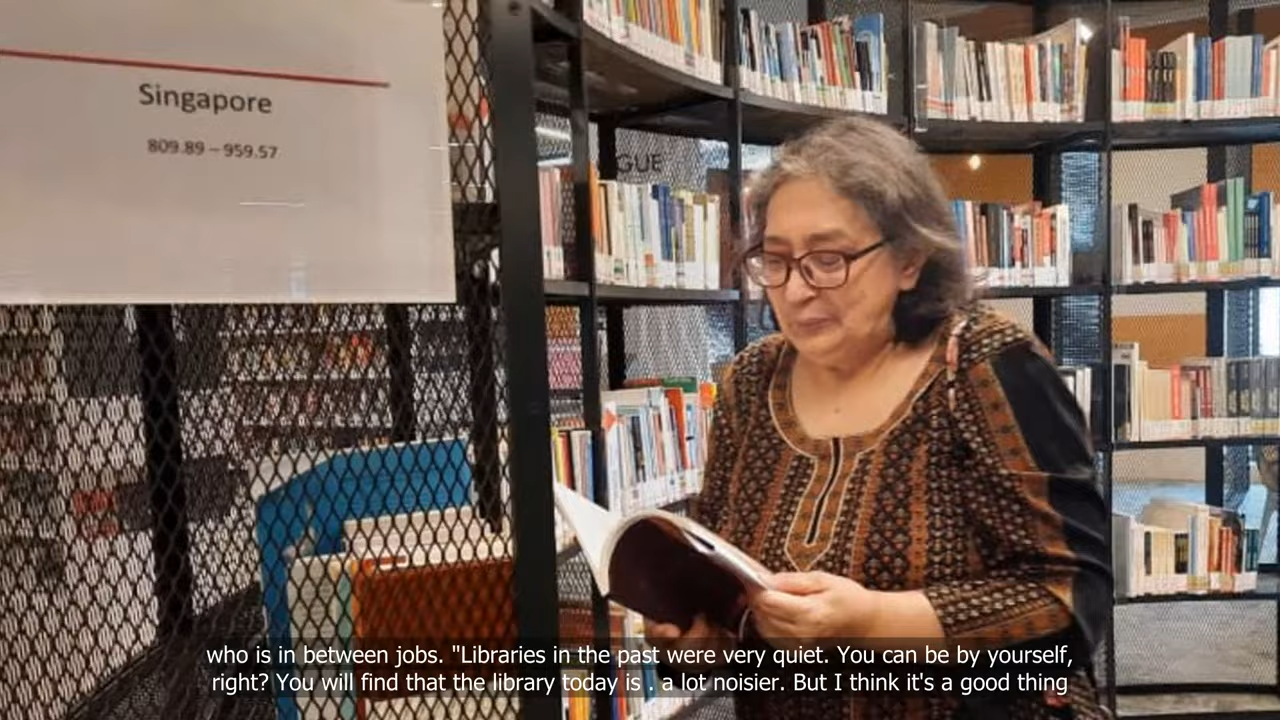 Singapore
809.89 – 959.57
GUE
who is in between jobs. "Libraries in the past were very quiet. You can be by yourself,
right? You will find that the library today is . a lot noisier. But I think it's a good thing